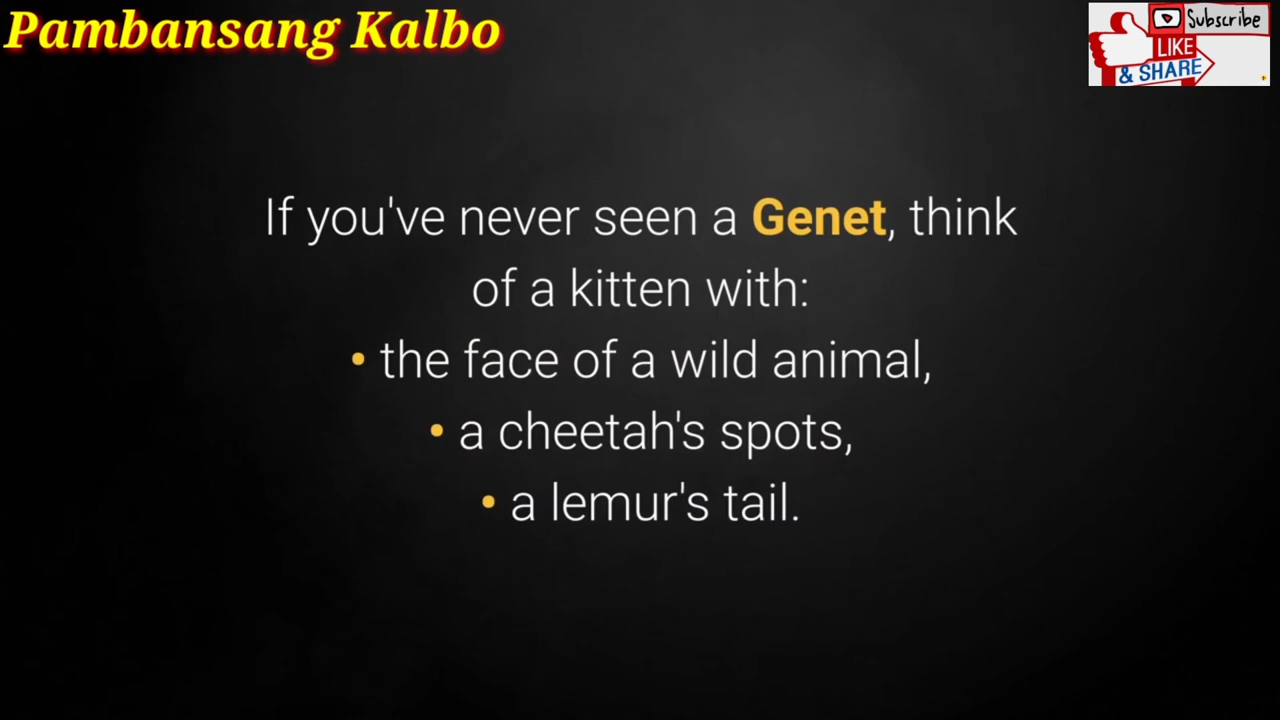 Pambansang Kalbo
Subscribe
LIKE
& SHARE
If you've never seen a Genet, think
of a kitten with:
• the face of a wild animal,
• a cheetah's spots,
• a lemur's tail.